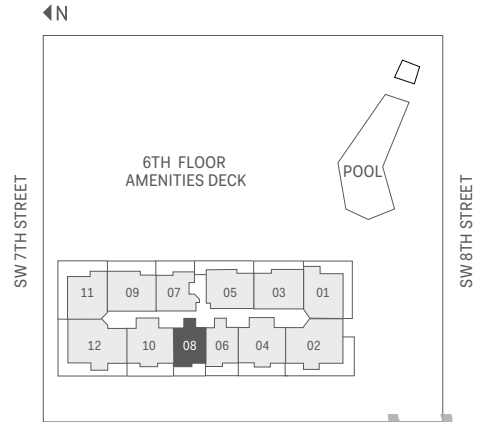 N
6TH FLOOR
AMENITIES DECK
POOL
SW 7TH STREET
SW 8TH STREET
11 09 07 05 03 01
12 10 08 06 04 02